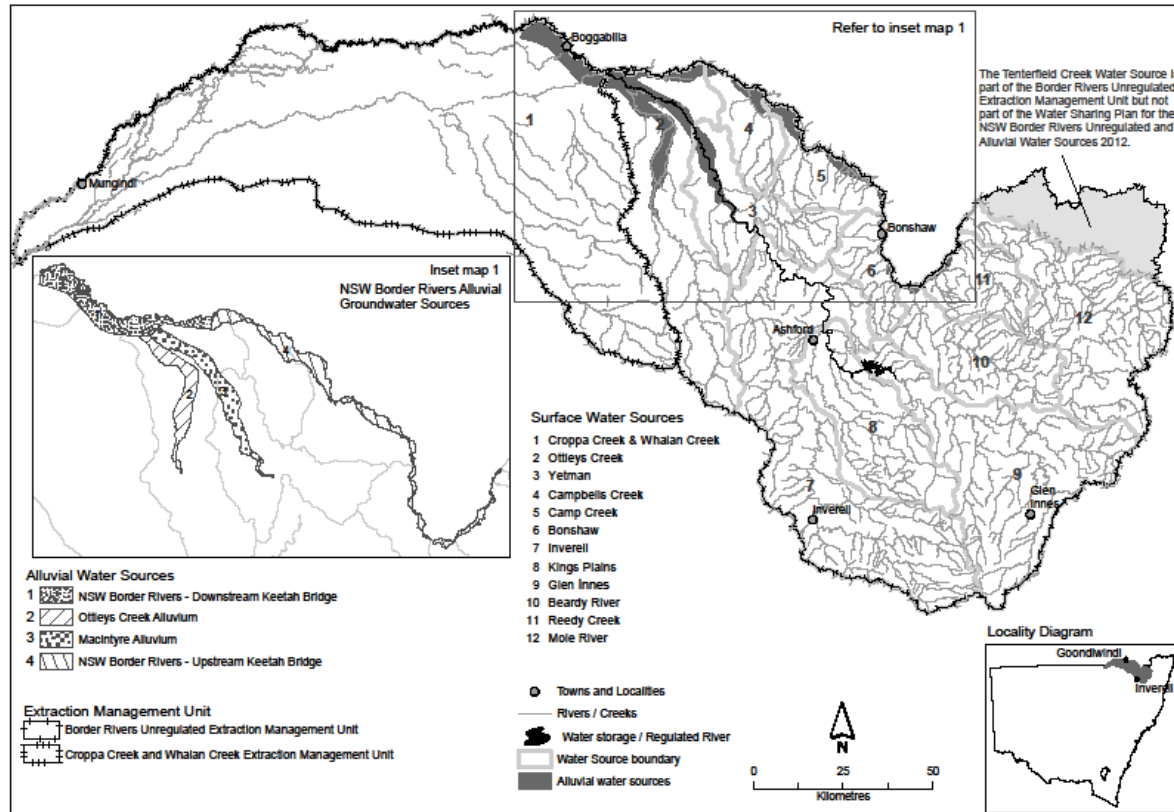 Boggabilla
Refer to inset map 1
The Tenterfield Creek Water Source is
part of the Border Rivers Unregulated
Extraction Management Unit but not
part of the Water Sharing Plan for the
NSW Border Rivers Unregulated and
Alluvial Water Sources 2012.
1
2
4
5
Mungindi
3
Bonshaw
6
11
12
Ashford
10
8
9
7
Inverell
Glen
Innes
Inset map 1
NSW Border Rivers Alluvial
Groundwater Sources
1
4
2
3
Surface Water Sources
1 Croppa Creek & Whalan Creek
2 Ottleys Creek
3 Yetman
4 Campbells Creek
5 Camp Creek
6 Bonshaw
7 Inverell
8 Kings Plains
9 Glen Innes
10 Beardy River
11 Reedy Creek
12 Mole River
Alluvial Water Sources
1 NSW Border Rivers - Downstream Keetah Bridge
2 Ottleys Creek Alluvium
3 Macintyre Alluvium
4 NSW Border Rivers - Upstream Keetah Bridge
Extraction Management Unit
Border Rivers Unregulated Extraction Management Unit
Croppa Creek and Whalan Creek Extraction Management Unit
Towns and Localities
Rivers / Creeks
Water storage / Regulated River
Water Source boundary
Alluvial water sources
N
0 25 50
Kilometres
Locality Diagram
Goondiwindi
Inverell